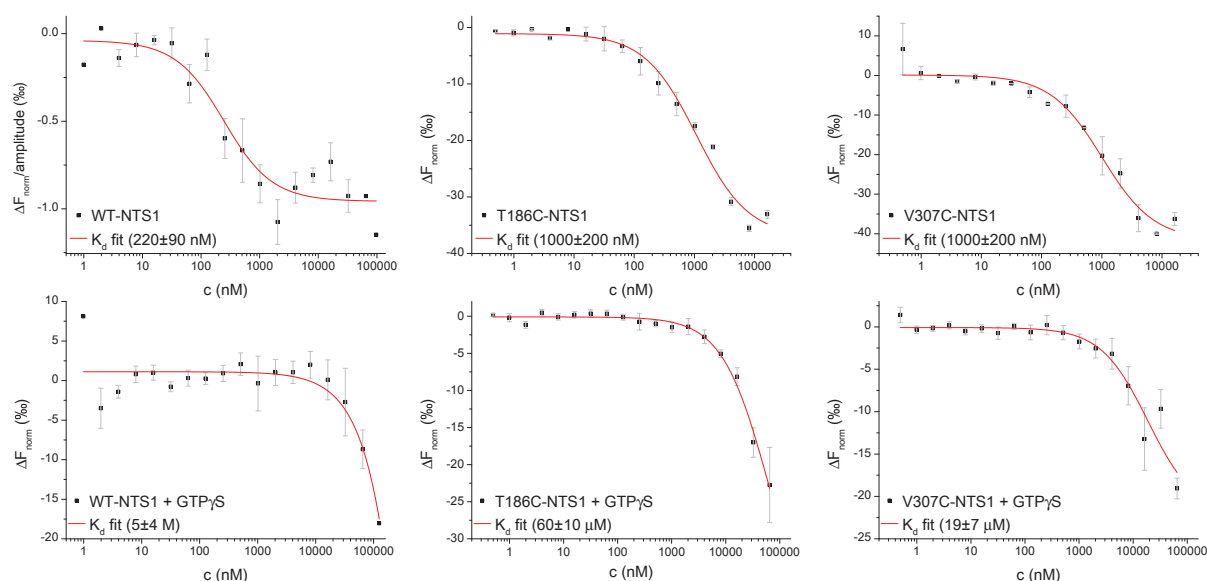 0.0
-0.5
-1.0
ΔFnorm/amplitude (‰)
WT-NTS1
Kd fit (220±90 nM)
1 10 100 1000 10000 100000
c (nM)
0
-10
-20
-30
-40
ΔFnorm (‰)
T186C-NTS1
Kd fit (1000±200 nM)
1 10 100 1000 10000
c (nM)
10
0
-10
-20
-30
-40
ΔFnorm (‰)
V307C-NTS1
Kd fit (1000±200 nM)
1 10 100 1000 10000
c (nM)
10
5
0
-5
-10
-15
-20
-25
ΔFnorm (‰)
WT-NTS1 + GTPγS
Kd fit (5±4 M)
1 10 100 1000 10000 100000
c (nM)
0
-5
-10
-15
-20
-25
-30
ΔFnorm (‰)
T186C-NTS1 + GTPγS
Kd fit (60±10 μM)
1 10 100 1000 10000 100000
c (nM)
5
0
-5
-10
-15
-20
-25
ΔFnorm (‰)
V307C-NTS1 + GTPγS
Kd fit (19±7 μM)
1 10 100 1000 10000 100000
c (nM)